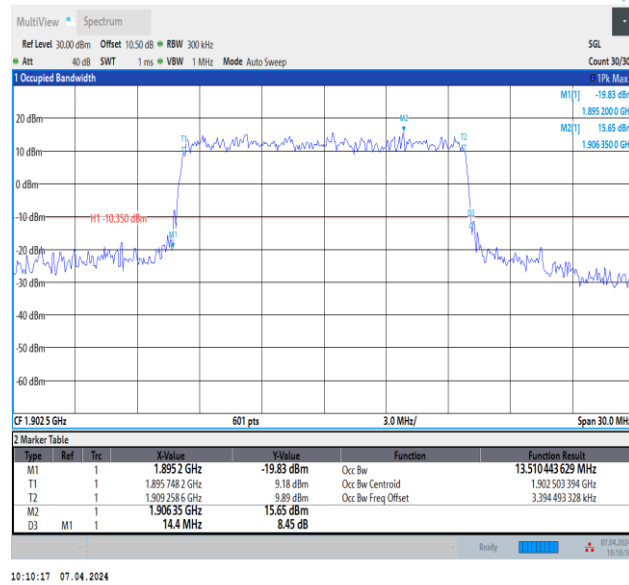 MultiView Spectrum
Ref Level 30.00 dBm Offset 10.50 dB RBW 300 kHz SGL
Att 40 dB SWT 1 ms VBW 1 MHz Mode Auto Sweep Count 30/30
1 Occupied Bandwidth 1Pk Max
M1[1] -19.83 dBm
1.895 200 0 GHz
M2[1] 15.65 dBm
1.906 350 0 GHz
20 dBm
M2
T1 T2
10 dBm
0 dBm
-10 dBm
H1 -10.350 dBm
D3
M1
-20 dBm
-30 dBm
-40 dBm
-50 dBm
-60 dBm
CF 1.902 5 GHz 601 pts 3.0 MHz/ Span 30.0 MHz
2 Marker Table
Type Ref Trc X-Value Y-Value Function Function Result
M1 1 1.895 2 GHz -19.83 dBm Occ Bw 13.510 443 629 MHz
T1 1 1.895 748 2 GHz 9.18 dBm Occ Bw Centroid 1.902 503 394 GHz
T2 1 1.909 258 6 GHz 9.89 dBm Occ Bw Freq Offset 3.394 493 328 kHz
M2 1 1.906 35 GHz 15.65 dBm
D3 M1 1 14.4 MHz 8.45 dB
Ready 07.04.2024
10:10:16
10:10:17 07.04.2024